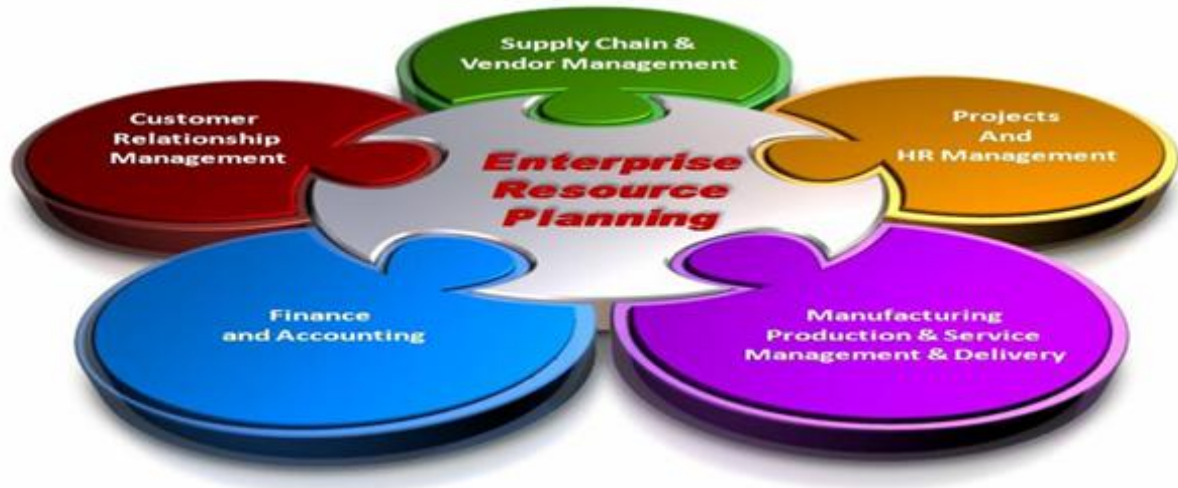 Supply Chain &
Vendor Management
Customer
Relationship
Management
Projects
And
HR Management
Enterprise
Resource
Planning
Finance
and Accounting
Manufacturing
Production & Service
Management & Delivery